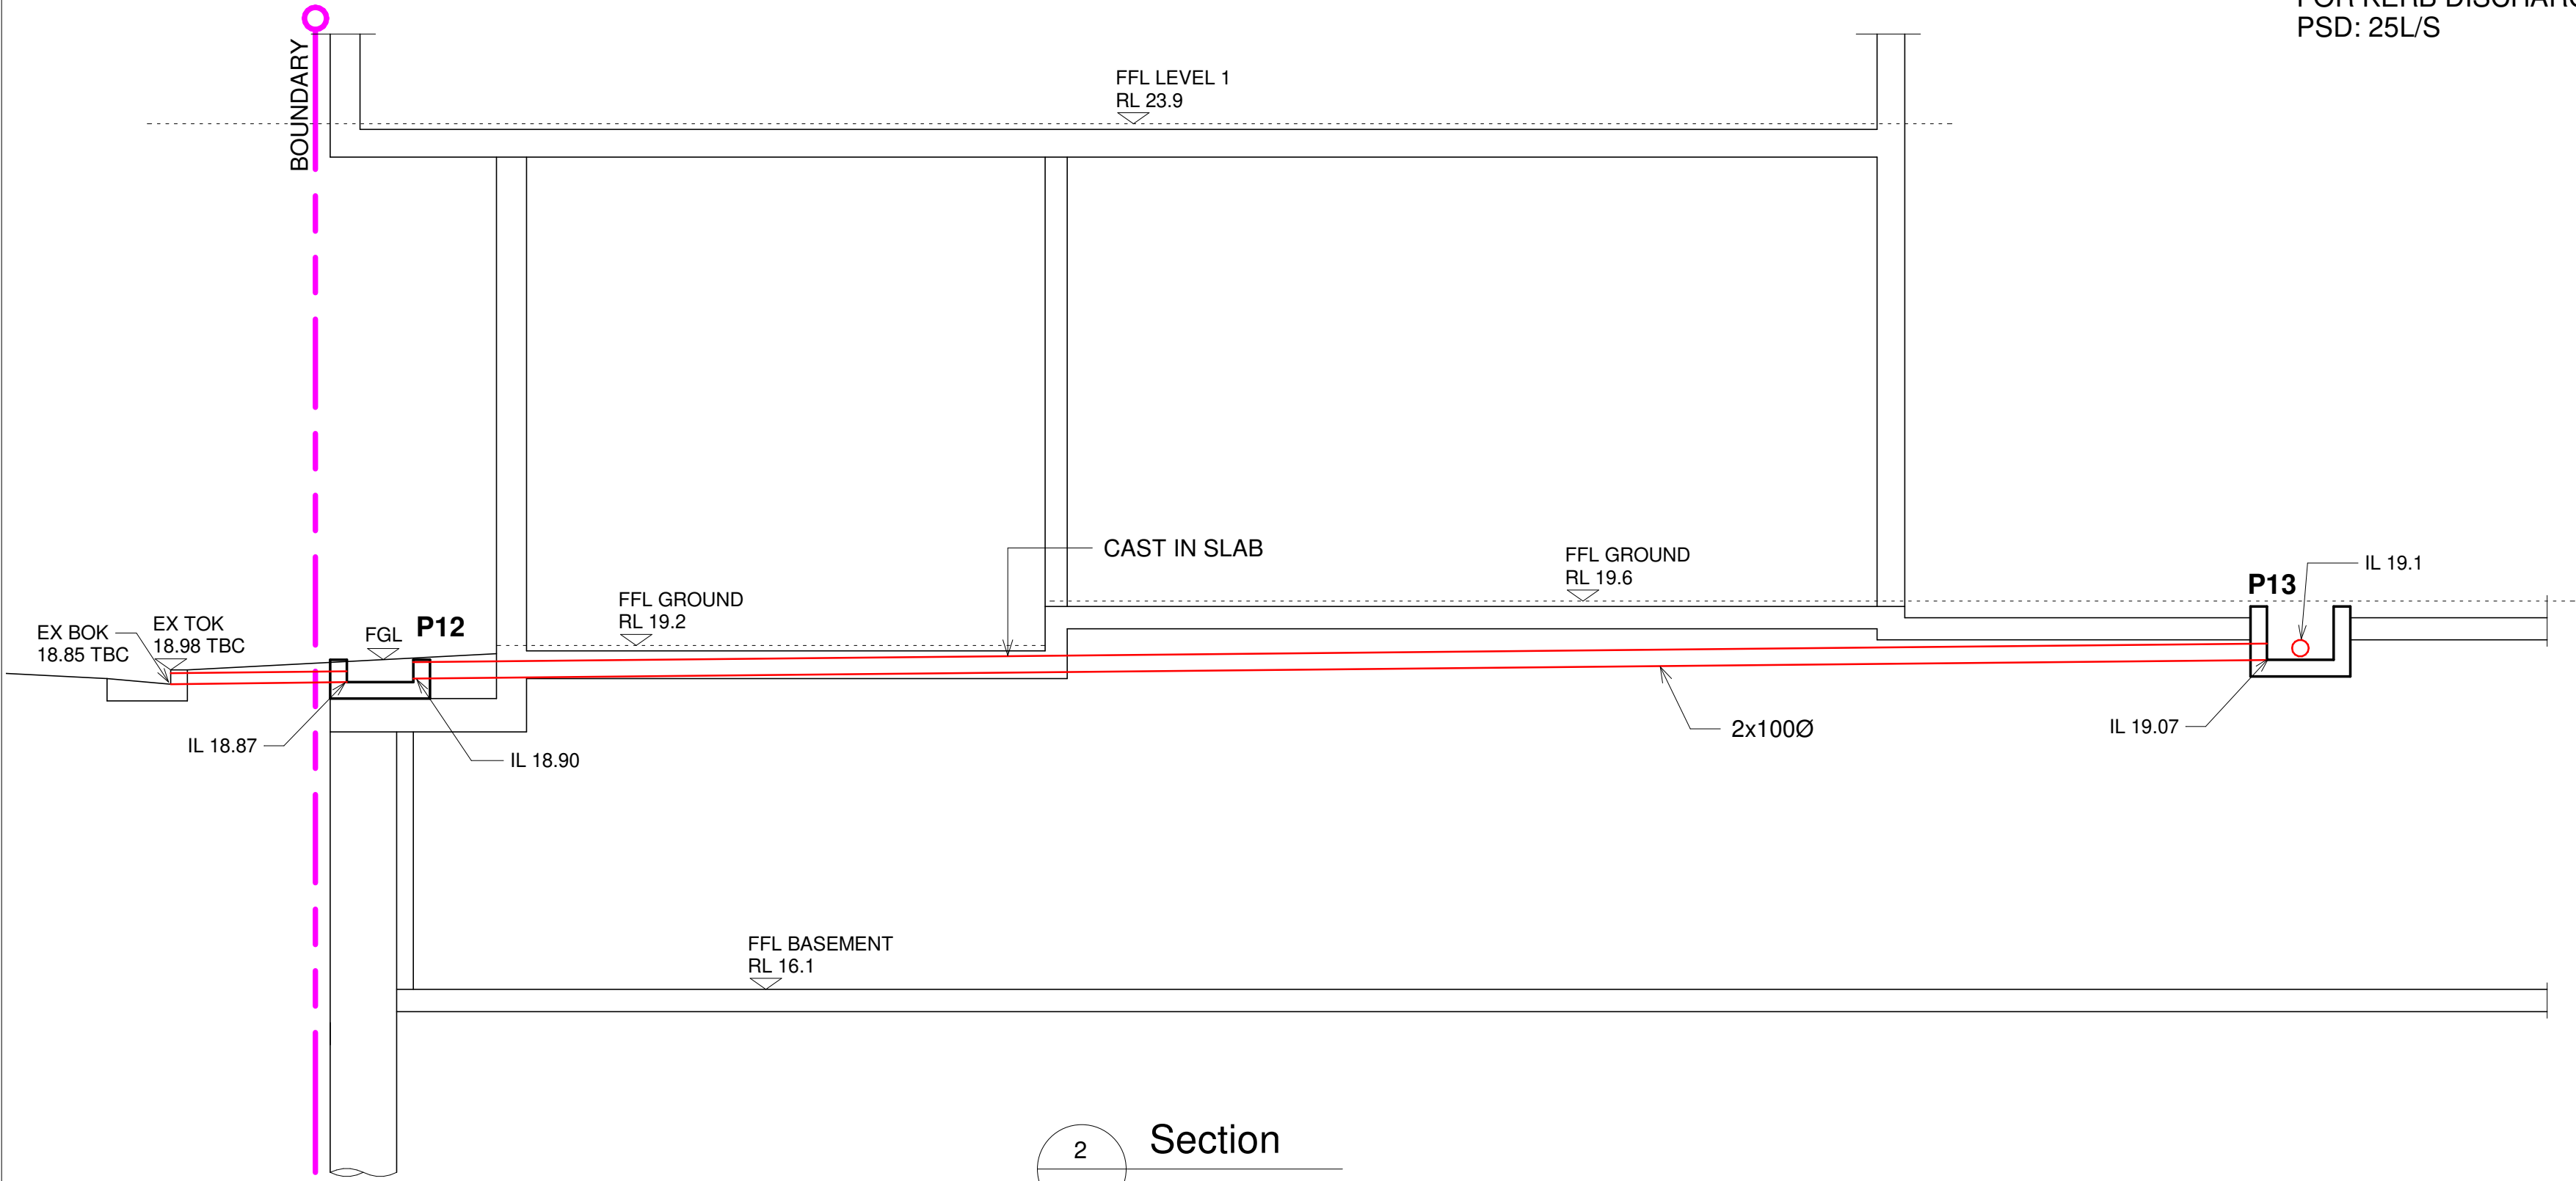 PSD: 25L/S
BOUNDARY
FFL LEVEL 1
RL 23.9
CAST IN SLAB
FFL GROUND
RL 19.6
IL 19.1
P13
FFL GROUND
RL 19.2
EX BOK
18.85 TBC
EX TOK
18.98 TBC
FGL
P12
IL 18.87
IL 18.90
2x100Ø
IL 19.07
FFL BASEMENT
RL 16.1
2
Section